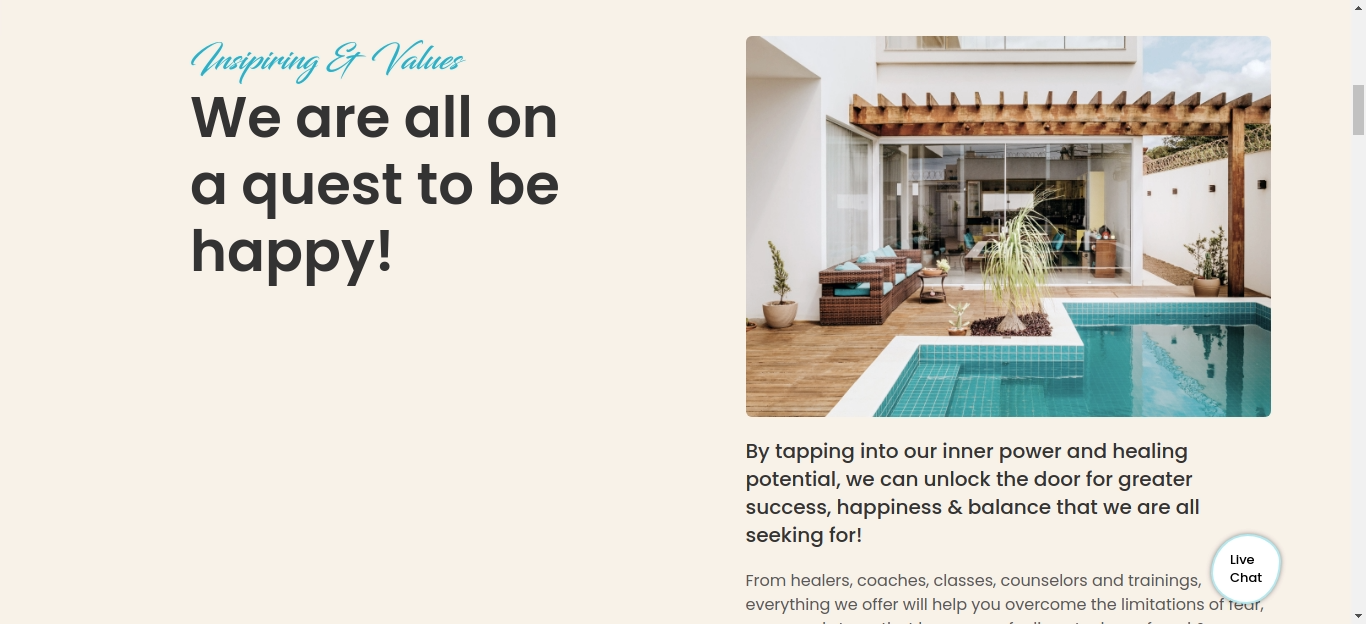 Insipiring & Values
We are all on
a quest to be
happy!
By tapping into our inner power and healing
potential, we can unlock the door for greater
success, happiness & balance that we are all
seeking for!
From healers, coaches, classes, counselors and trainings,
everything we offer will help you overcome the limitations of fear,
Live
Chat